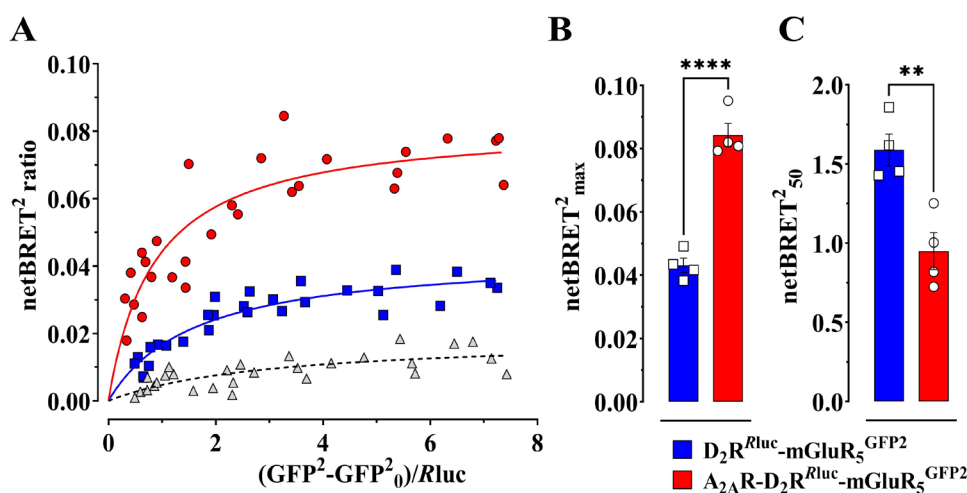 A
netBRET² ratio
0.10
0.08
0.06
0.04
0.02
0.00
0 2 4 6 8
(GFP²-GFP²₀)/Rluc
B
****
netBRET²max
0.10
0.08
0.06
0.04
0.02
0.00
C
**
netBRET²₅₀
2.0
1.5
1.0
0.5
0.0
D₂R^Rluc-mGluR₅^GFP2
A₂ₐR-D₂R^Rluc-mGluR₅^GFP2